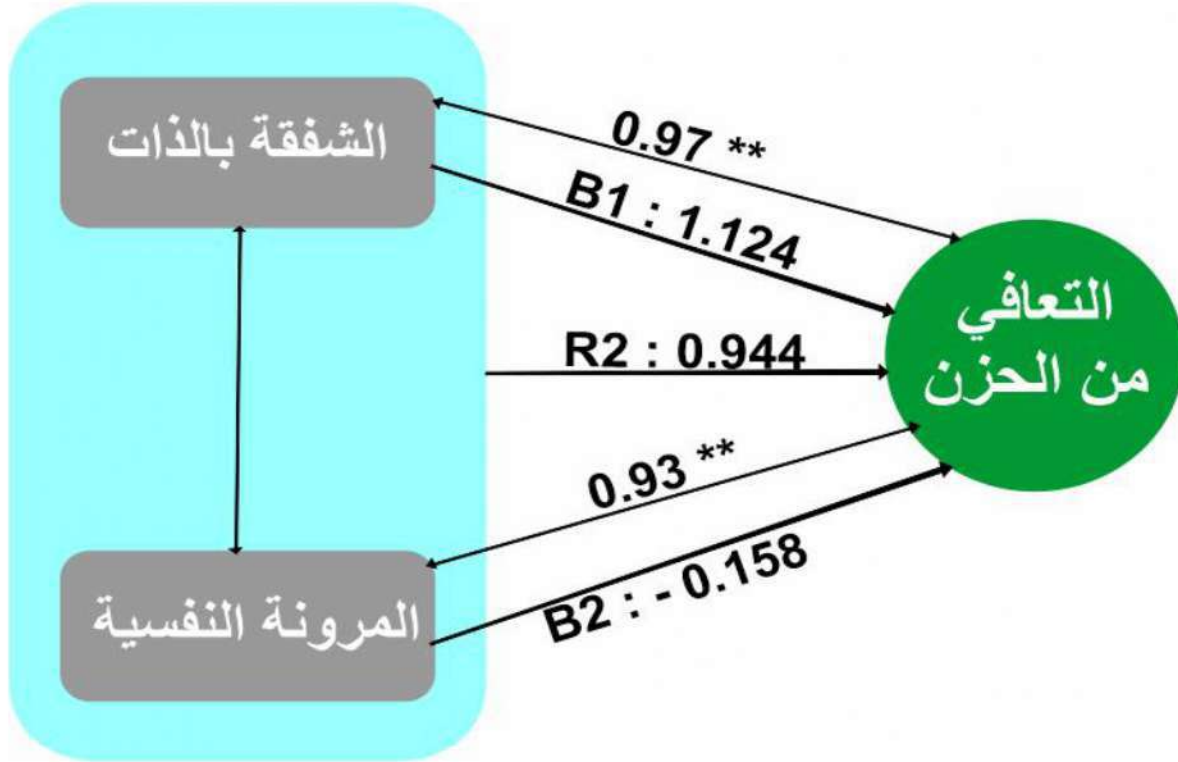 الشفقة بالذات
0.97 **
B1 : 1.124
R2 : 0.944
التعافي
من الحزن
0.93 **
B2 : - 0.158
المرونة النفسية